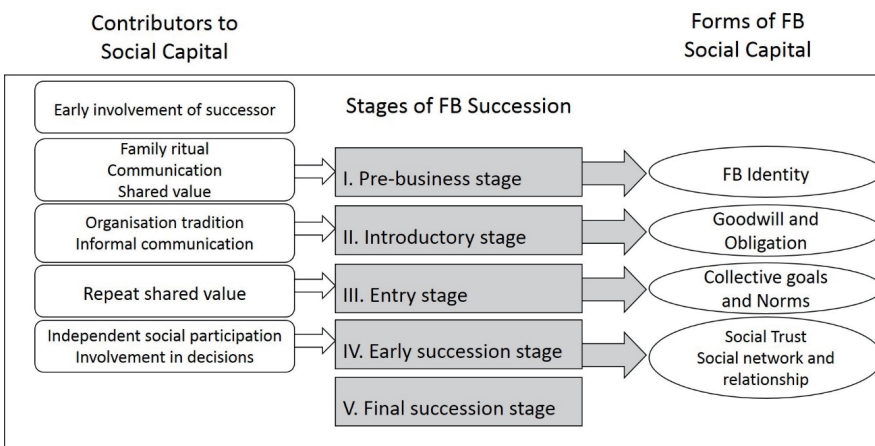 Contributors to
Social Capital
Forms of FB
Social Capital
Early involvement of successor
Stages of FB Succession
Family ritual
Communication
Shared value
I. Pre-business stage
FB Identity
Organisation tradition
Informal communication
II. Introductory stage
Goodwill and
Obligation
Repeat shared value
III. Entry stage
Collective goals
and Norms
Independent social participation
Involvement in decisions
IV. Early succession stage
Social Trust
Social network and
relationship
V. Final succession stage